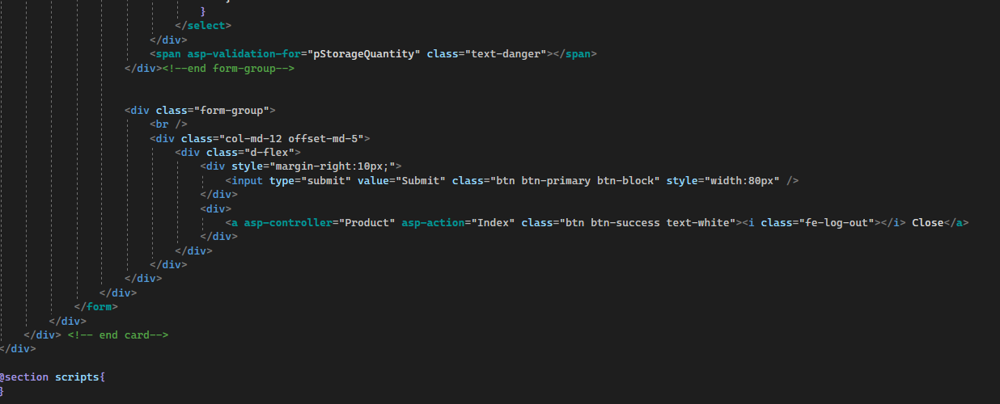 }
</select>
</div>
<span asp-validation-for="pStorageQuantity" class="text-danger"></span>
</div><!--end form-group-->
<div class="form-group">
<br />
<div class="col-md-12 offset-md-5">
<div class="d-flex">
<div style="margin-right:10px;">
<input type="submit" value="Submit" class="btn btn-primary btn-block" style="width:80px" />
</div>
<div>
<a asp-controller="Product" asp-action="Index" class="btn btn-success text-white"><i class="fe-log-out"></i> Close</a>
</div>
</div>
</div>
</div>
</div>
</form>
</div>
</div> <!-- end card-->
</div>
@section scripts{
}